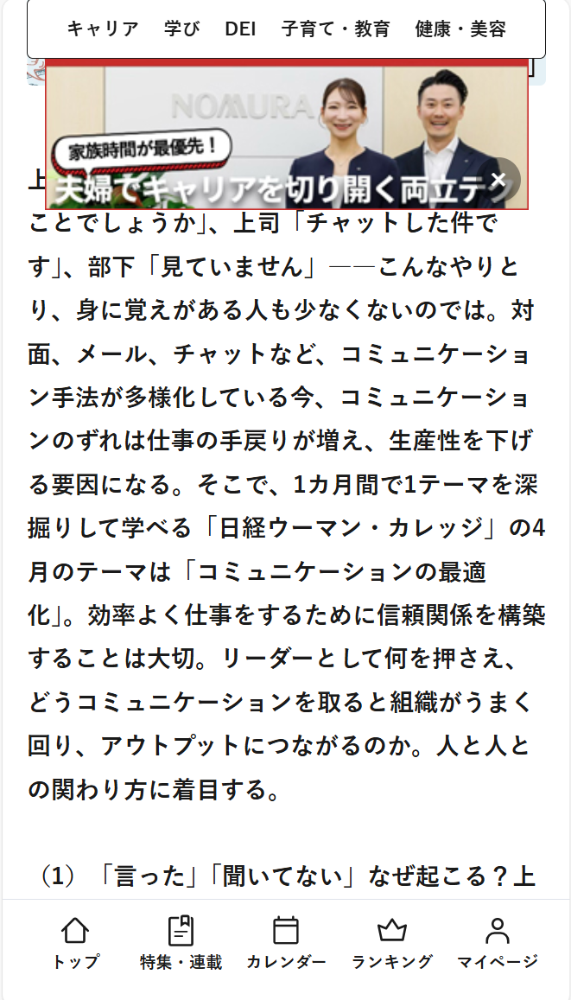 キャリア 学び DEI 子育て・教育 健康・美容
」
NOMURA
家族時間が最優先！
夫婦でキャリアを切り開く両立テク
上
ことでしょうか」、上司「チャットした件で
す」、部下「見ていません」──こんなやりと
り、身に覚えがある人も少なくないのでは。対
面、メール、チャットなど、コミュニケーショ
ン手法が多様化している今、コミュニケーショ
ンのずれは仕事の手戻りが増え、生産性を下げ
る要因になる。そこで、1カ月間で1テーマを深
掘りして学べる「日経ウーマン・カレッジ」の4
月のテーマは「コミュニケーションの最適
化」。効率よく仕事をするために信頼関係を構築
することは大切。リーダーとして何を押さえ、
どうコミュニケーションを取ると組織がうまく
回り、アウトプットにつながるのか。人と人と
の関わり方に着目する。
（1）「言った」「聞いてない」なぜ起こる？上
トップ 特集・連載 カレンダー ランキング マイページ